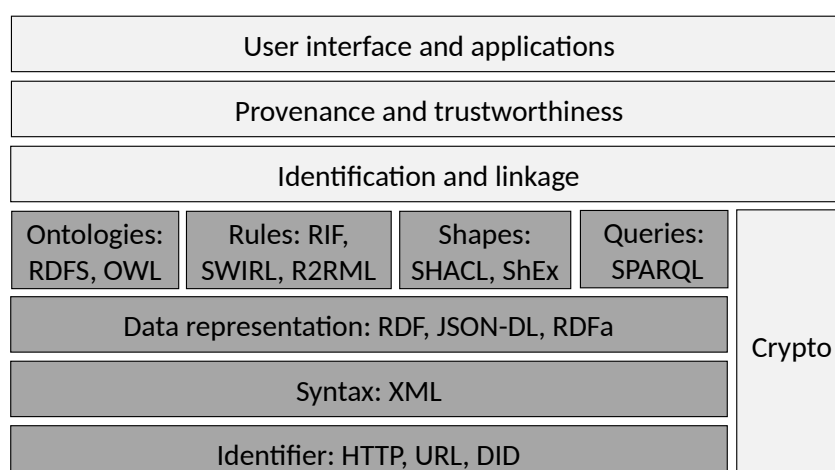 User interface and applications
Provenance and trustworthiness
Identification and linkage
Ontologies:
RDFS, OWL
Rules: RIF,
SWIRL, R2RML
Shapes:
SHACL, ShEx
Queries:
SPARQL
Data representation: RDF, JSON-DL, RDFa
Crypto
Syntax: XML
Identifier: HTTP, URL, DID